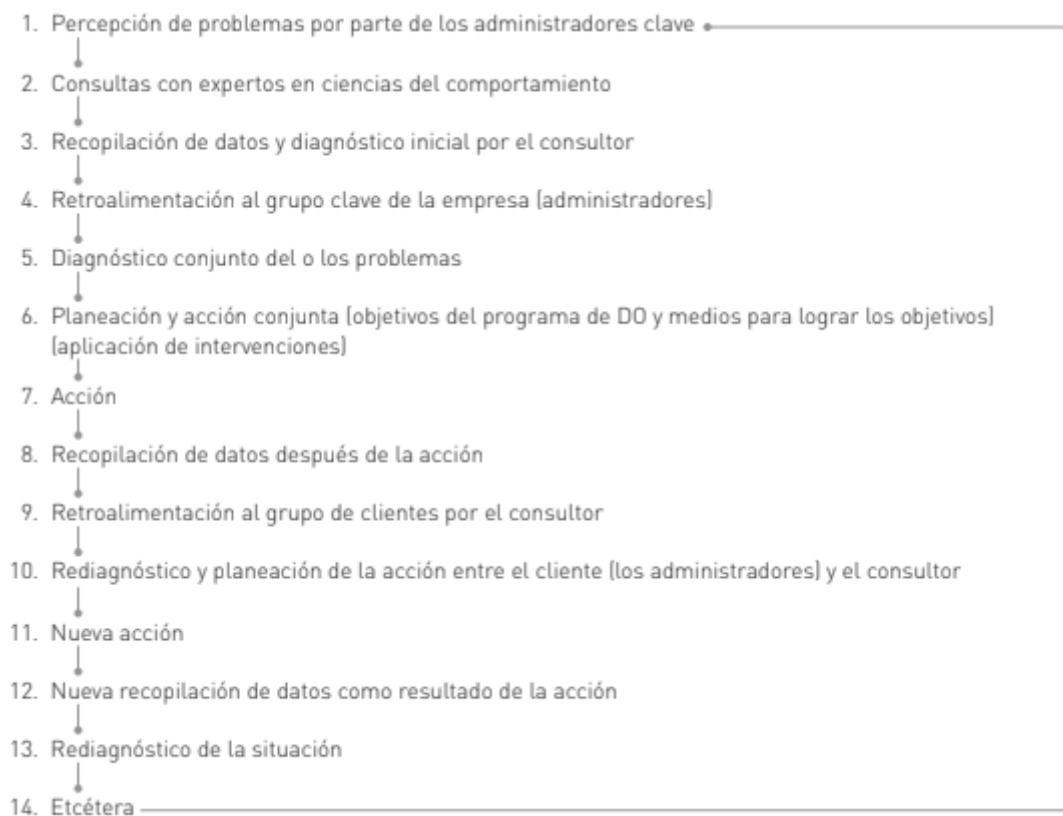 1. Percepción de problemas por parte de los administradores clave
2. Consultas con expertos en ciencias del comportamiento
3. Recopilación de datos y diagnóstico inicial por el consultor
4. Retroalimentación al grupo clave de la empresa (administradores)
5. Diagnóstico conjunto del o los problemas
6. Planeación y acción conjunta (objetivos del programa de DO y medios para lograr los objetivos)
(aplicación de intervenciones)
7. Acción
8. Recopilación de datos después de la acción
9. Retroalimentación al grupo de clientes por el consultor
10. Rediagnóstico y planeación de la acción entre el cliente (los administradores) y el consultor
11. Nueva acción
12. Nueva recopilación de datos como resultado de la acción
13. Rediagnóstico de la situación
14. Etcétera